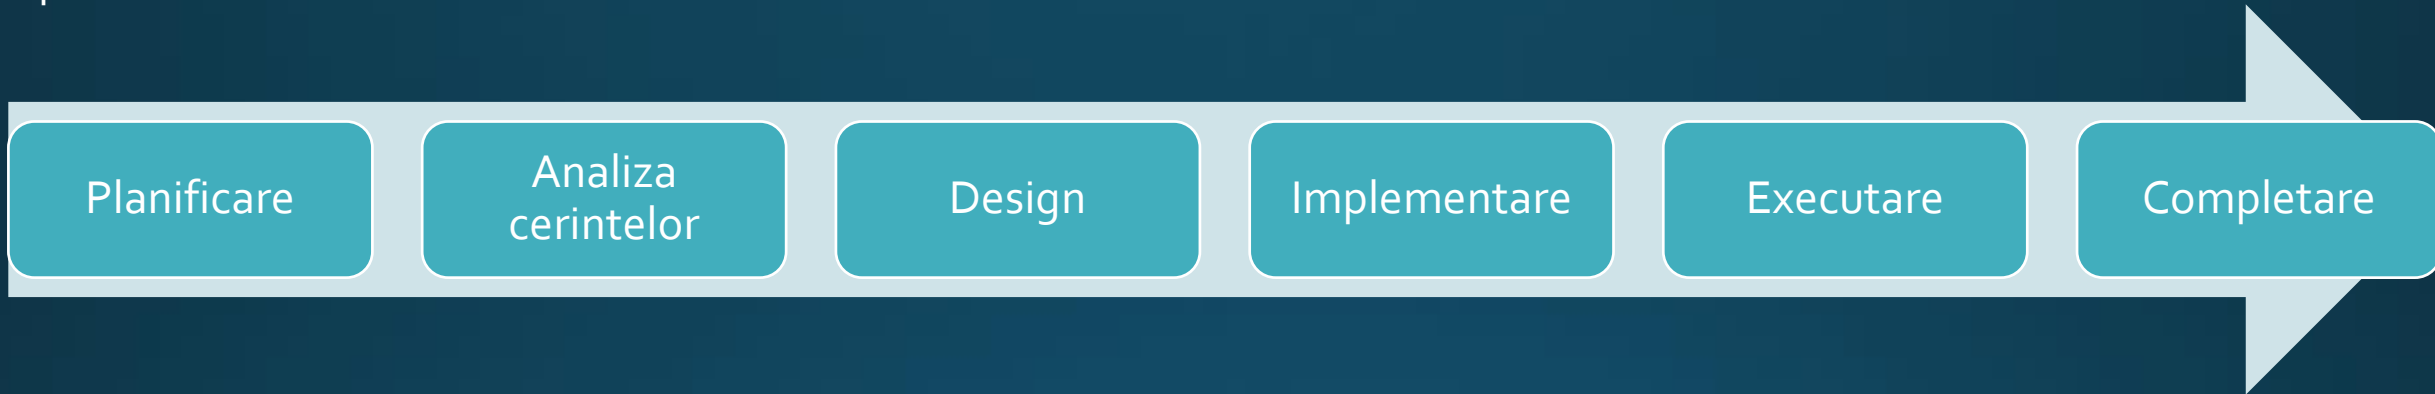 Planificare
Analiza
cerintelor
Design
Implementare
Executare
Completare